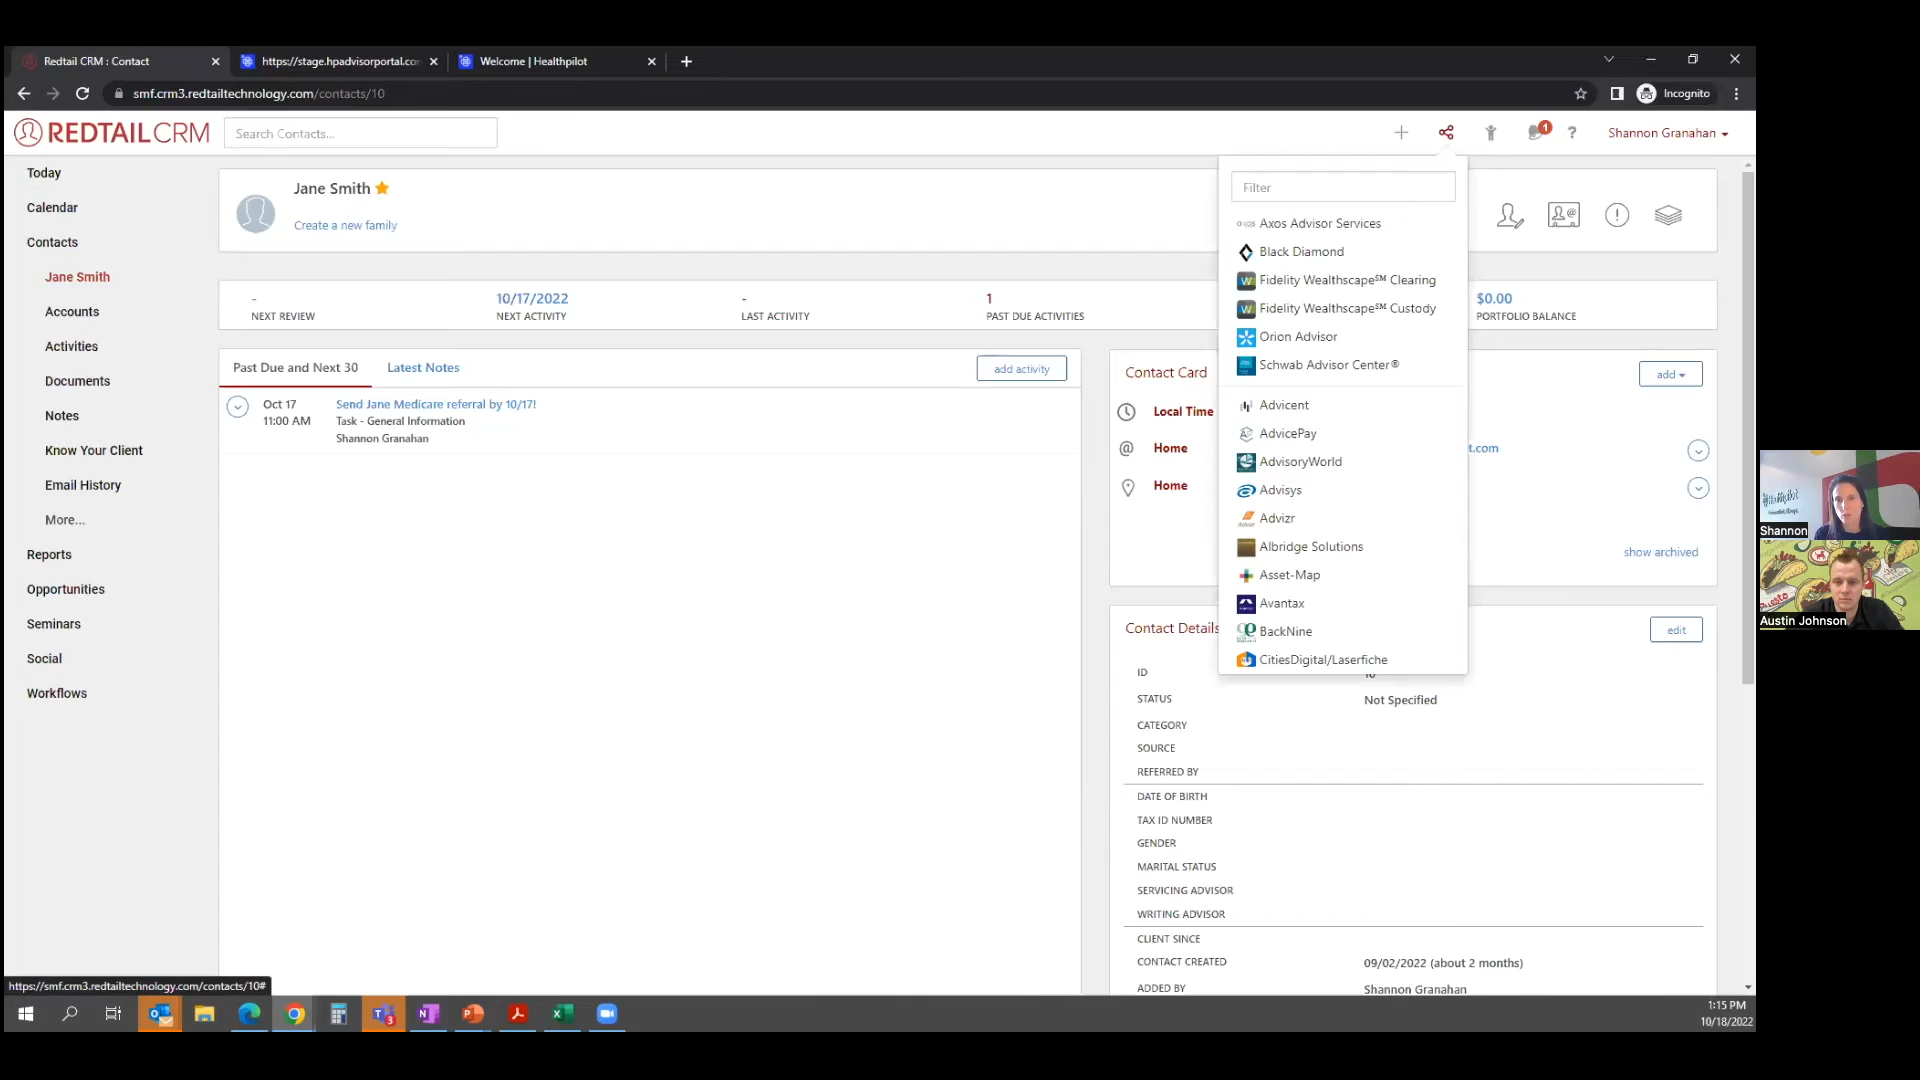 Redtail CRM : Contact
https://stage.hpadvisorportal.con
Welcome | Healthpilot
smf.crm3.redtailtechnology.com/contacts/10
Incognito
REDTAILCRM
Search Contacts...
1
?
Shannon Granahan
Today
Calendar
Contacts
Jane Smith
Accounts
Activities
Documents
Notes
Know Your Client
Email History
More...
Reports
Opportunities
Seminars
Social
Workflows
Jane Smith
Create a new family
-
NEXT REVIEW
10/17/2022
NEXT ACTIVITY
-
LAST ACTIVITY
1
PAST DUE ACTIVITIES
$0.00
PORTFOLIO BALANCE
Past Due and Next 30
Latest Notes
add activity
Oct 17
11:00 AM
Send Jane Medicare referral by 10/17!
Task - General Information
Shannon Granahan
Filter
Axos Advisor Services
Black Diamond
Fidelity Wealthscape℠ Clearing
Fidelity Wealthscape℠ Custody
Orion Advisor
Schwab Advisor Center®
Advicent
AdvicePay
AdvisoryWorld
Advisys
Advizr
Albridge Solutions
Asset-Map
Avantax
BackNine
CitiesDigital/Laserfiche
Contact Card
add
Local Time
Home
t.com
Home
show archived
Contact Details
edit
ID
10
STATUS
Not Specified
CATEGORY
SOURCE
REFERRED BY
DATE OF BIRTH
TAX ID NUMBER
GENDER
MARITAL STATUS
SERVICING ADVISOR
WRITING ADVISOR
CLIENT SINCE
CONTACT CREATED
09/02/2022 (about 2 months)
ADDED BY
Shannon Granahan
https://smf.crm3.redtailtechnology.com/contacts/10#
1:15 PM
10/18/2022
Shannon
Austin Johnson